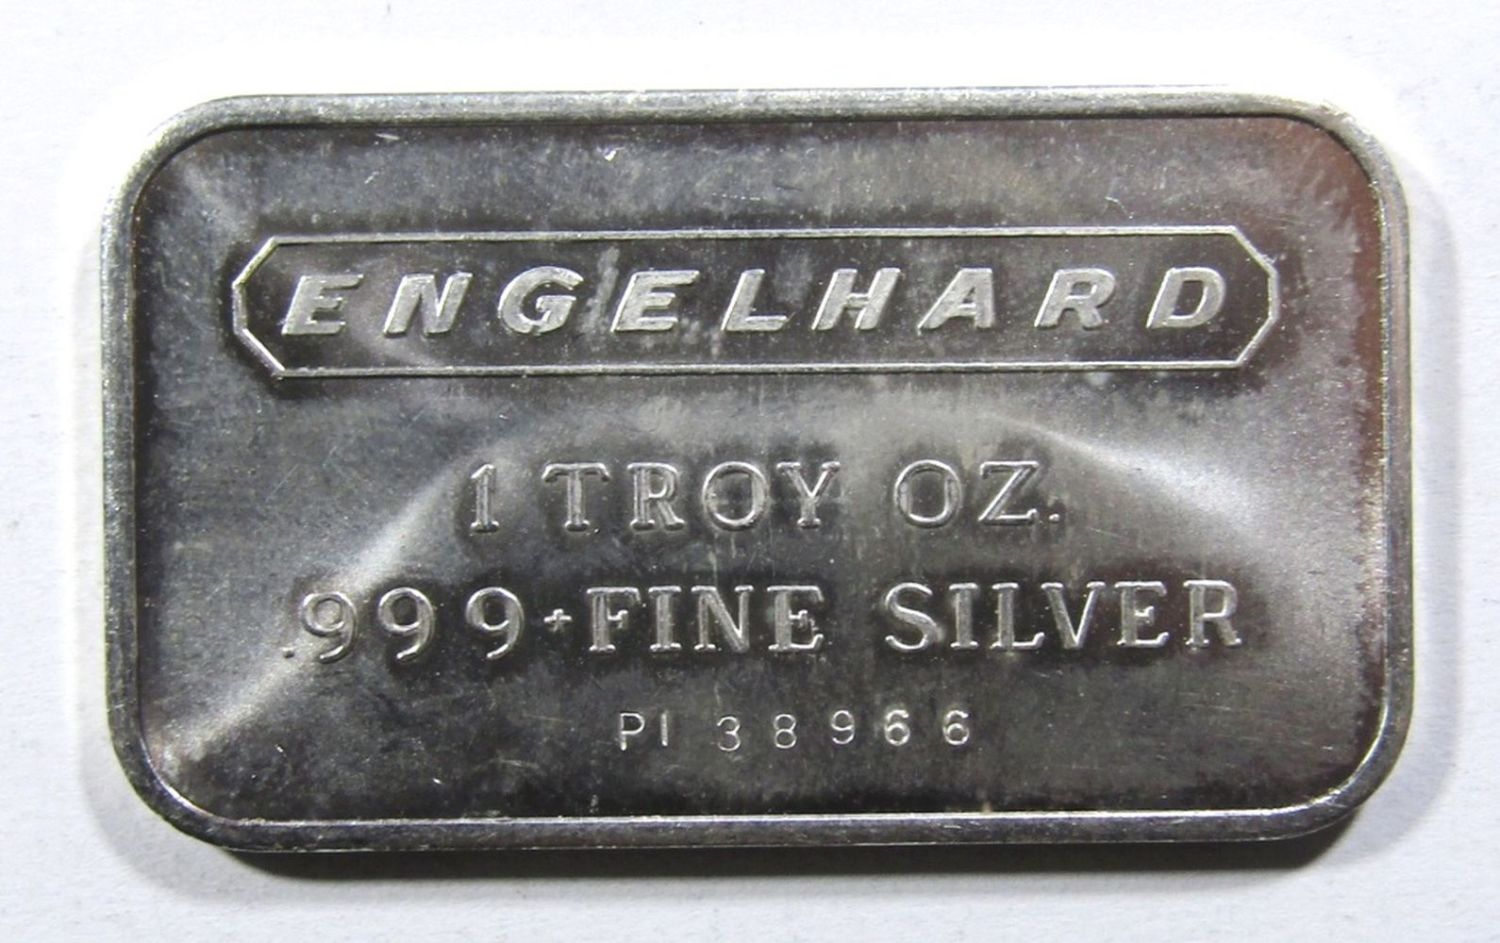 ENGELHARD
1 TROY OZ.
.999+FINE SILVER
PI 38966